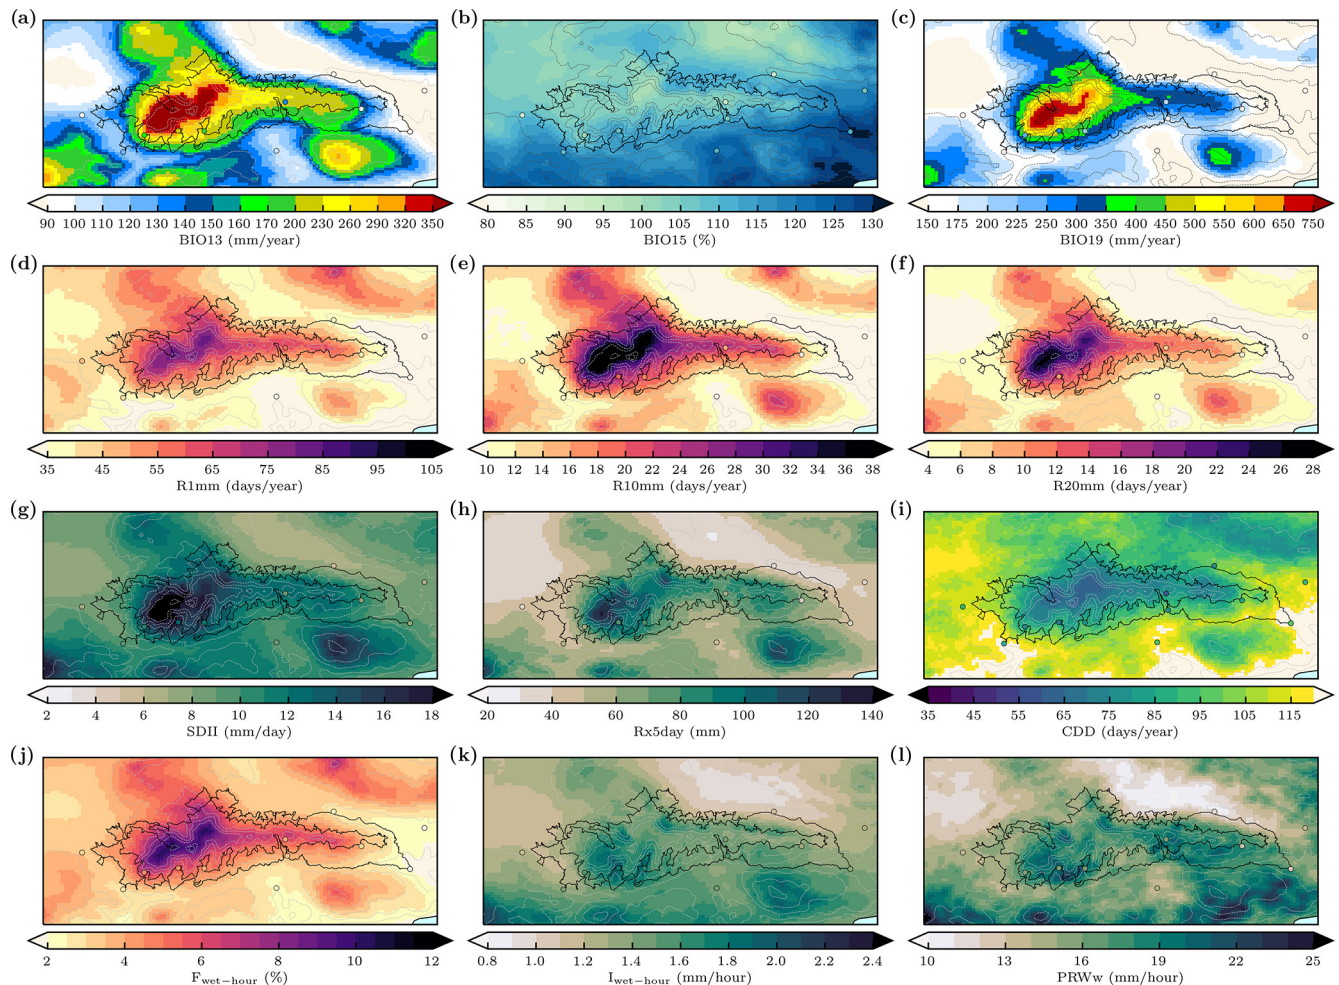 (a) (b) (c)
90 100 110 120 130 140 150 160 170 200 230 260 290 320 350
BIO13 (mm/year)
80 85 90 95 100 105 110 115 120 125 130
BIO15 (%)
150 175 200 225 250 300 350 400 450 500 550 600 650 750
BIO19 (mm/year)
(d) (e) (f)
35 45 55 65 75 85 95 105
R1mm (days/year)
10 12 14 16 18 20 22 24 26 28 30 32 34 36 38
R10mm (days/year)
4 6 8 10 12 14 16 18 20 22 24 26 28
R20mm (days/year)
(g) (h) (i)
2 4 6 8 10 12 14 16 18
SDII (mm/day)
20 40 60 80 100 120 140
Rx5day (mm)
35 45 55 65 75 85 95 105 115
CDD (days/year)
(j) (k) (l)
2 4 6 8 10 12
Fwet−hour (%)
0.8 1.0 1.2 1.4 1.6 1.8 2.0 2.2 2.4
Iwet−hour (mm/hour)
10 13 16 19 22 25
PRWw (mm/hour)